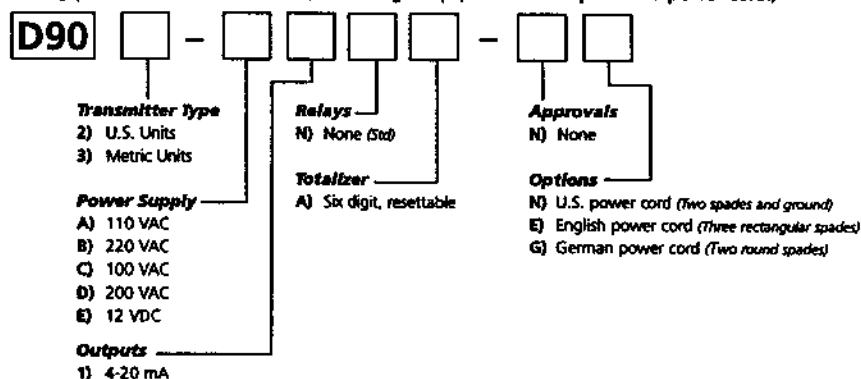 D90 - -
Transmitter Type
2) U.S. Units
3) Metric Units
Power Supply
A) 110 VAC
B) 220 VAC
C) 100 VAC
D) 200 VAC
E) 12 VDC
Outputs
1) 4-20 mA
Relays
N) None (Std)
Totalizer
A) Six digit, resettable
Approvals
N) None
Options
N) U.S. power cord (Two spades and ground)
E) English power cord (Three rectangular spades)
G) German power cord (Two round spades)